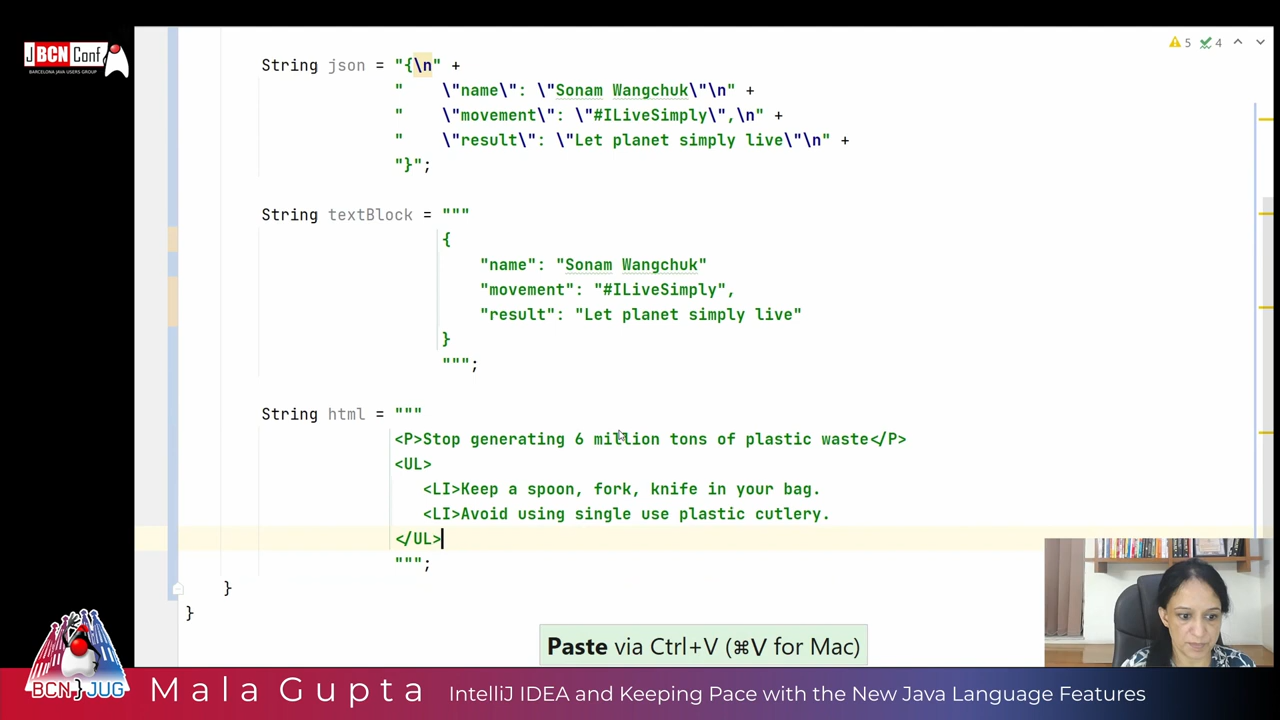 JBCNConf
BARCELONA JAVA USERS GROUP
5 4
String json = "{\n" +
"    \"name\": \"Sonam Wangchuk\"\n" +
"    \"movement\": \"#ILiveSimply\",\n" +
"    \"result\": \"Let planet simply live\"\n" +
"}";
String textBlock = """
{
    "name": "Sonam Wangchuk"
    "movement": "#ILiveSimply",
    "result": "Let planet simply live"
}
""";
String html = """
<P>Stop generating 6 million tons of plastic waste</P>
<UL>
   <LI>Keep a spoon, fork, knife in your bag.
   <LI>Avoid using single use plastic cutlery.
</UL>
""";
}
}
Paste via Ctrl+V (⌘V for Mac)
BCN}JUG
Mala Gupta IntelliJ IDEA and Keeping Pace with the New Java Language Features